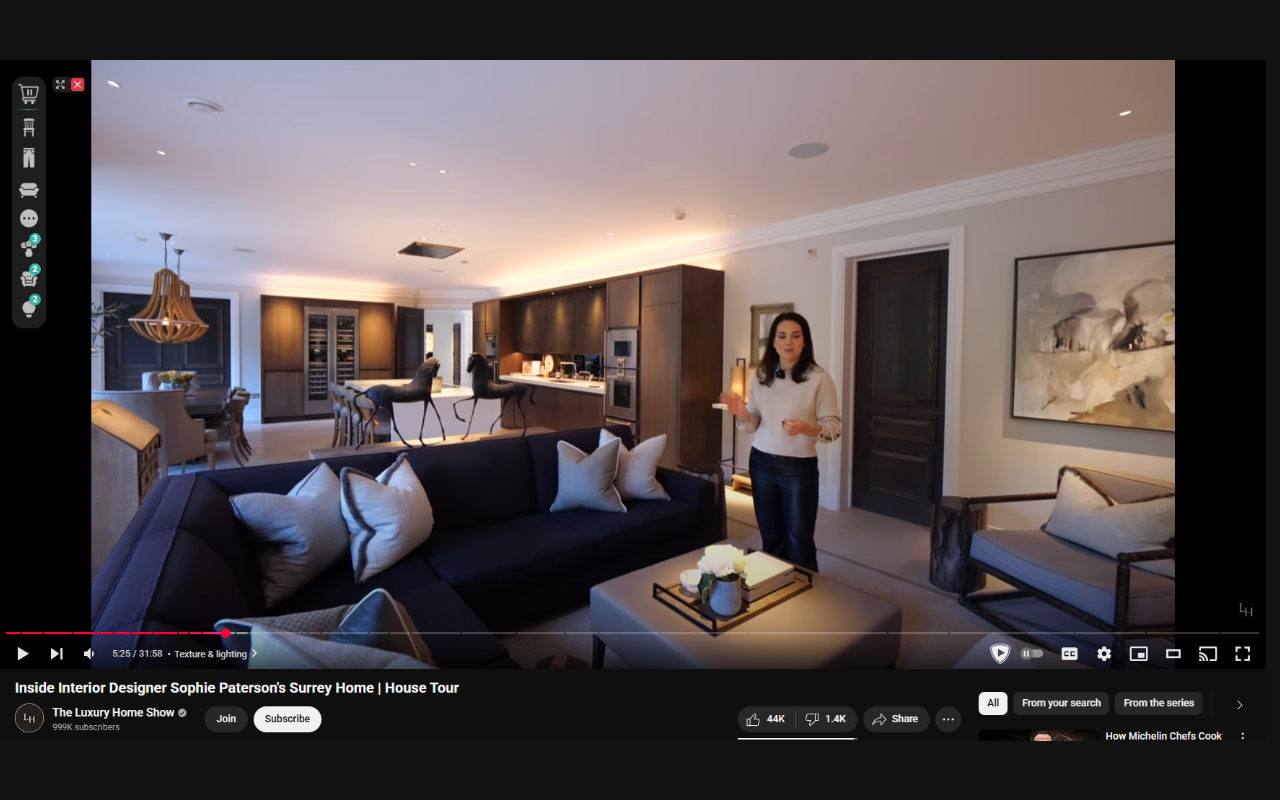 3
2
2
LH
5:25 / 31:58 • Texture & lighting
CC
Inside Interior Designer Sophie Paterson's Surrey Home | House Tour
LH
The Luxury Home Show
999K subscribers
Join
Subscribe
44K
1.4K
Share
All
From your search
From the series
How Michelin Chefs Cook